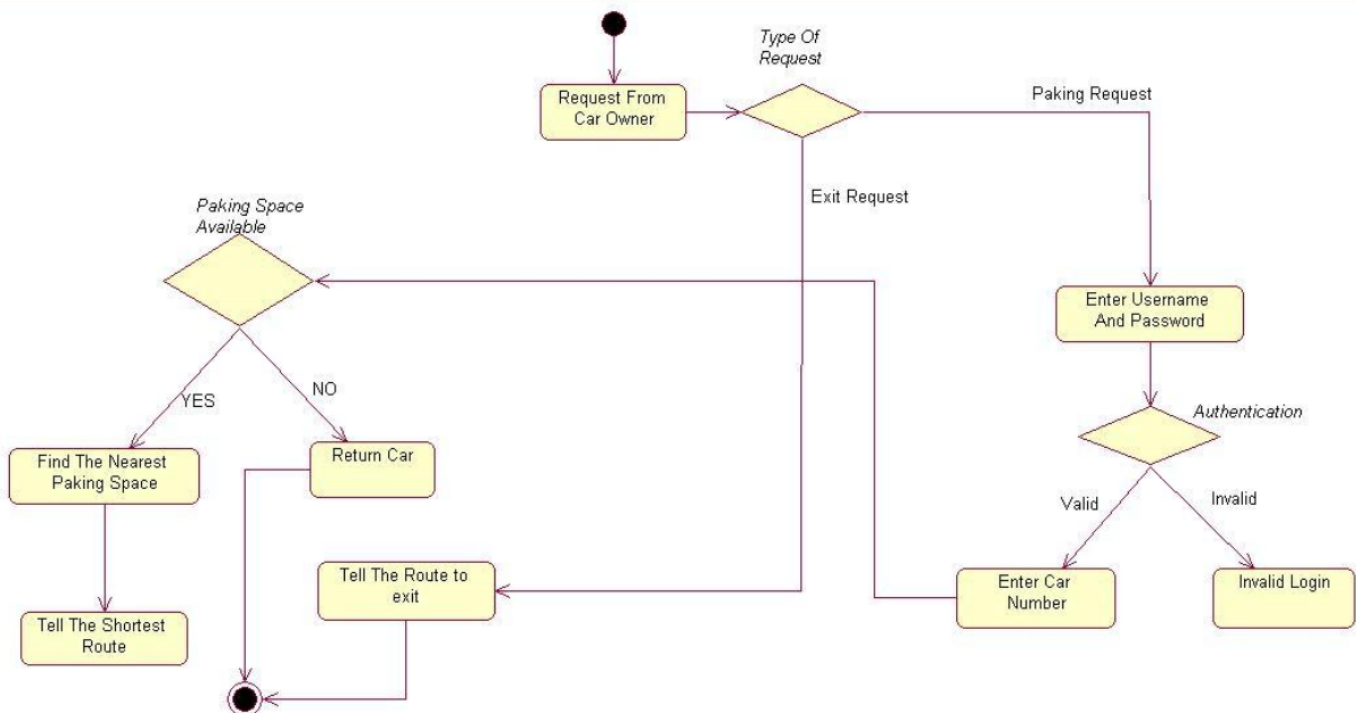 Type Of
Request
Request From
Car Owner
Paking Request
Exit Request
Paking Space
Available
Enter Username
And Password
Authentication
YES
NO
Find The Nearest
Paking Space
Return Car
Valid
Invalid
Tell The Route to
exit
Enter Car
Number
Invalid Login
Tell The Shortest
Route